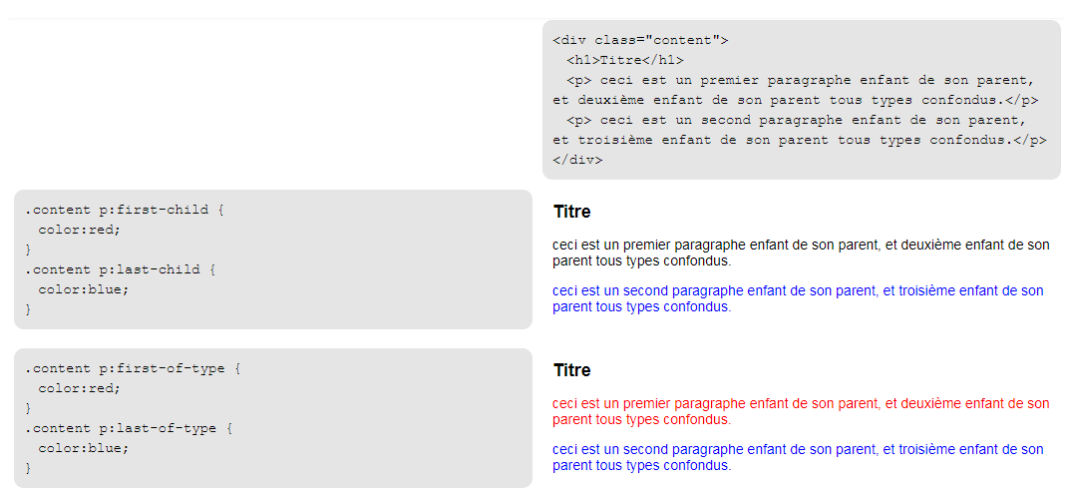 <div class="content">
<h1>Titre</h1>
<p> ceci est un premier paragraphe enfant de son parent,
et deuxième enfant de son parent tous types confondus.</p>
<p> ceci est un second paragraphe enfant de son parent,
et troisième enfant de son parent tous types confondus.</p>
</div>
.content p:first-child {
color:red;
}
.content p:last-child {
color:blue;
}
Titre
ceci est un premier paragraphe enfant de son parent, et deuxième enfant de son
parent tous types confondus.
ceci est un second paragraphe enfant de son parent, et troisième enfant de son
parent tous types confondus.
.content p:first-of-type {
color:red;
}
.content p:last-of-type {
color:blue;
}
Titre
ceci est un premier paragraphe enfant de son parent, et deuxième enfant de son
parent tous types confondus.
ceci est un second paragraphe enfant de son parent, et troisième enfant de son
parent tous types confondus.